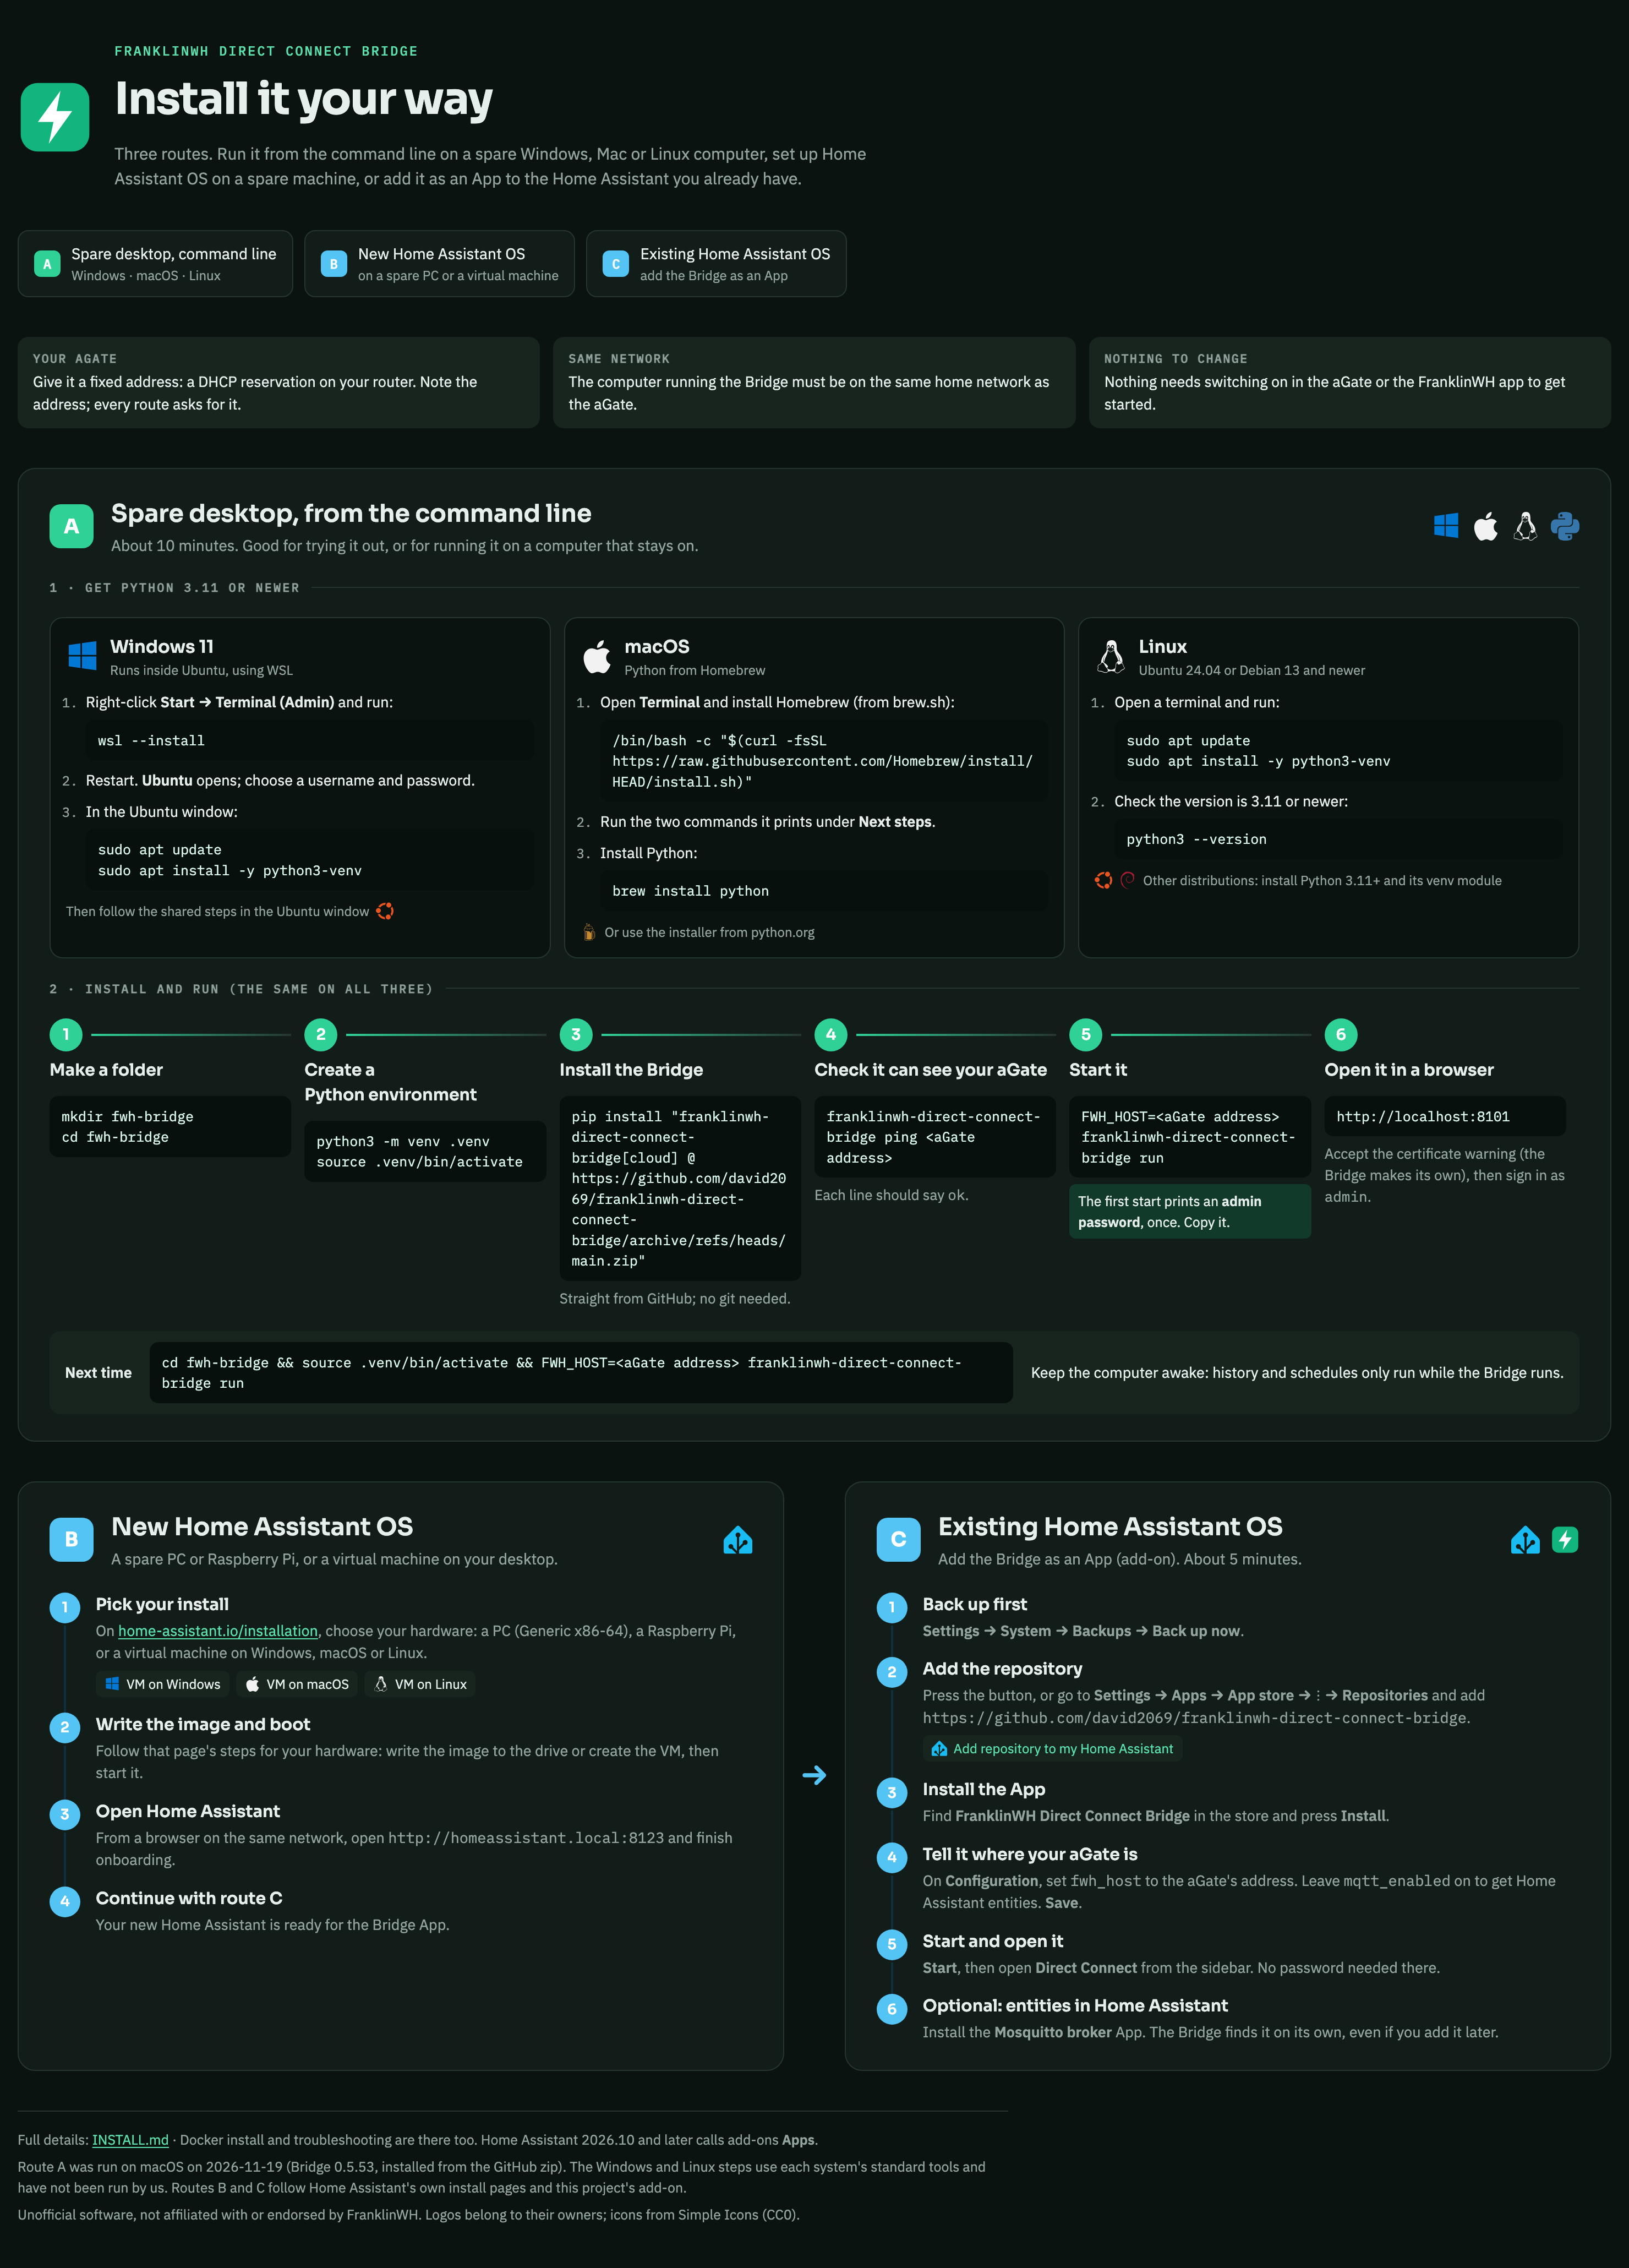 FRANKLINWH DIRECT CONNECT BRIDGE
Install it your way
Three routes. Run it from the command line on a spare Windows, Mac or Linux computer, set up Home
Assistant OS on a spare machine, or add it as an App to the Home Assistant you already have.
A
Spare desktop, command line
Windows · macOS · Linux
B
New Home Assistant OS
on a spare PC or a virtual machine
C
Existing Home Assistant OS
add the Bridge as an App
YOUR AGATE
Give it a fixed address: a DHCP reservation on your router. Note the
address; every route asks for it.
SAME NETWORK
The computer running the Bridge must be on the same home network as
the aGate.
NOTHING TO CHANGE
Nothing needs switching on in the aGate or the FranklinWH app to get
started.
A
Spare desktop, from the command line
About 10 minutes. Good for trying it out, or for running it on a computer that stays on.
1 · GET PYTHON 3.11 OR NEWER
Windows 11
Runs inside Ubuntu, using WSL
1. Right-click Start → Terminal (Admin) and run:
wsl --install
2. Restart. Ubuntu opens; choose a username and password.
3. In the Ubuntu window:
sudo apt update
sudo apt install -y python3-venv
Then follow the shared steps in the Ubuntu window
macOS
Python from Homebrew
1. Open Terminal and install Homebrew (from brew.sh):
/bin/bash -c "$(curl -fsSL
https://raw.githubusercontent.com/Homebrew/install/
HEAD/install.sh)"
2. Run the two commands it prints under Next steps.
3. Install Python:
brew install python
Or use the installer from python.org
Linux
Ubuntu 24.04 or Debian 13 and newer
1. Open a terminal and run:
sudo apt update
sudo apt install -y python3-venv
2. Check the version is 3.11 or newer:
python3 --version
Other distributions: install Python 3.11+ and its venv module
2 · INSTALL AND RUN (THE SAME ON ALL THREE)
1
Make a folder
mkdir fwh-bridge
cd fwh-bridge
2
Create a
Python environment
python3 -m venv .venv
source .venv/bin/activate
3
Install the Bridge
pip install "franklinwh-
direct-connect-
bridge[cloud] @
https://github.com/david20
69/franklinwh-direct-
connect-
bridge/archive/refs/heads/
main.zip"
Straight from GitHub; no git needed.
4
Check it can see your aGate
franklinwh-direct-connect-
bridge ping <aGate
address>
Each line should say ok.
5
Start it
FWH_HOST=<aGate address>
franklinwh-direct-connect-
bridge run
The first start prints an admin
password, once. Copy it.
6
Open it in a browser
http://localhost:8101
Accept the certificate warning (the
Bridge makes its own), then sign in as
admin.
Next time
cd fwh-bridge && source .venv/bin/activate && FWH_HOST=<aGate address> franklinwh-direct-connect-
bridge run
Keep the computer awake: history and schedules only run while the Bridge runs.
B
New Home Assistant OS
A spare PC or Raspberry Pi, or a virtual machine on your desktop.
1
Pick your install
On home-assistant.io/installation, choose your hardware: a PC (Generic x86-64), a Raspberry Pi,
or a virtual machine on Windows, macOS or Linux.
VM on Windows
VM on macOS
VM on Linux
2
Write the image and boot
Follow that page's steps for your hardware: write the image to the drive or create the VM, then
start it.
3
Open Home Assistant
From a browser on the same network, open http://homeassistant.local:8123 and finish
onboarding.
4
Continue with route C
Your new Home Assistant is ready for the Bridge App.
→
C
Existing Home Assistant OS
Add the Bridge as an App (add-on). About 5 minutes.
1
Back up first
Settings → System → Backups → Back up now.
2
Add the repository
Press the button, or go to Settings → Apps → App store → ⋮ → Repositories and add
https://github.com/david2069/franklinwh-direct-connect-bridge.
Add repository to my Home Assistant
3
Install the App
Find FranklinWH Direct Connect Bridge in the store and press Install.
4
Tell it where your aGate is
On Configuration, set fwh_host to the aGate's address. Leave mqtt_enabled on to get Home
Assistant entities. Save.
5
Start and open it
Start, then open Direct Connect from the sidebar. No password needed there.
6
Optional: entities in Home Assistant
Install the Mosquitto broker App. The Bridge finds it on its own, even if you add it later.
Full details: INSTALL.md · Docker install and troubleshooting are there too. Home Assistant 2026.10 and later calls add-ons Apps.
Route A was run on macOS on 2026-11-19 (Bridge 0.5.53, installed from the GitHub zip). The Windows and Linux steps use each system's standard tools and
have not been run by us. Routes B and C follow Home Assistant's own install pages and this project's add-on.
Unofficial software, not affiliated with or endorsed by FranklinWH. Logos belong to their owners; icons from Simple Icons (CC0).